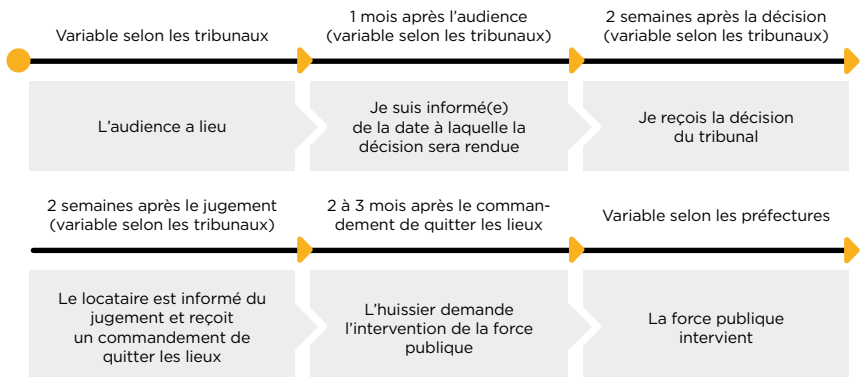 Variable selon les tribunaux
1 mois après l'audience
(variable selon les tribunaux)
2 semaines après la décision
(variable selon les tribunaux)
L'audience a lieu
Je suis informé(e)
de la date à laquelle la
décision sera rendue
Je reçois la décision
du tribunal
2 semaines après le jugement
(variable selon les tribunaux)
2 à 3 mois après le comman-
dement de quitter les lieux
Variable selon les préfectures
Le locataire est informé du
jugement et reçoit
un commandement de
quitter les lieux
L'huissier demande
l'intervention de la force
publique
La force publique
intervient